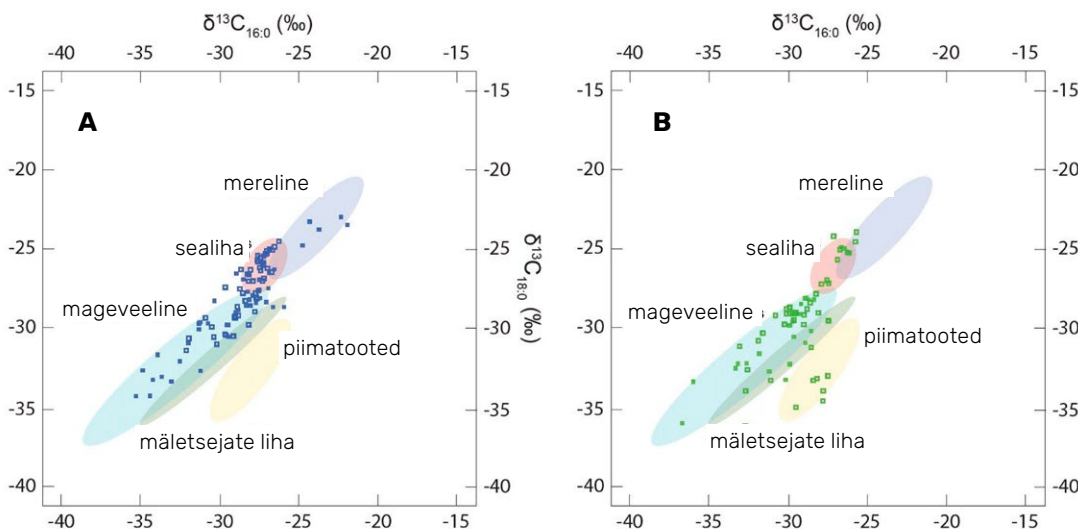 δ¹³C₁₆:₀ (‰)
-40 -35 -30 -25 -20 -15
-15 -15
A
-20 -20
mereline
sealiha
-25 -25
δ¹³C₁₈:₀ (‰)
mageveeline
-30 -30
piimatooted
-35 -35
mäletsejate liha
-40 -40
-40 -35 -30 -25 -20 -15
δ¹³C₁₆:₀ (‰)
-40 -35 -30 -25 -20 -15
-15 -15
B
-20 -20
mereline
sealiha
-25 -25
mageveeline
-30 -30
piimatooted
-35 -35
mäletsejate liha
-40 -40
-40 -35 -30 -25 -20 -15